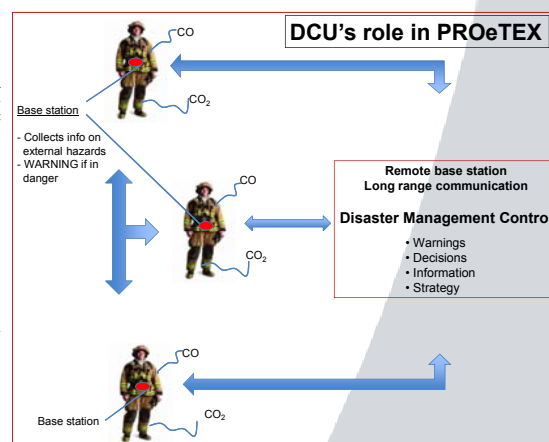 DCU's role in PROeTEX
CO
CO2
Base station
- Collects info on
external hazards
- WARNING if in
danger
CO
CO2
Remote base station
Long range communication
Disaster Management Contro
• Warnings
• Decisions
• Information
• Strategy
CO
CO2
Base station